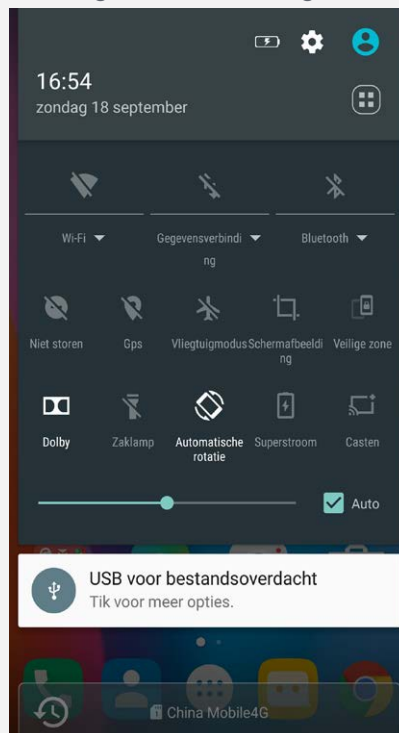 16:54
zondag 18 september
Wi-Fi
Gegevensverbindi
ng
Bluetooth
Niet storen
Gps
Vliegtuigmodus
Schermafbeeldi
ng
Veilige zone
Dolby
Zaklamp
Automatische
rotatie
Superstroom
Casten
Auto
USB voor bestandsoverdacht
Tik voor meer opties.
China Mobile4G